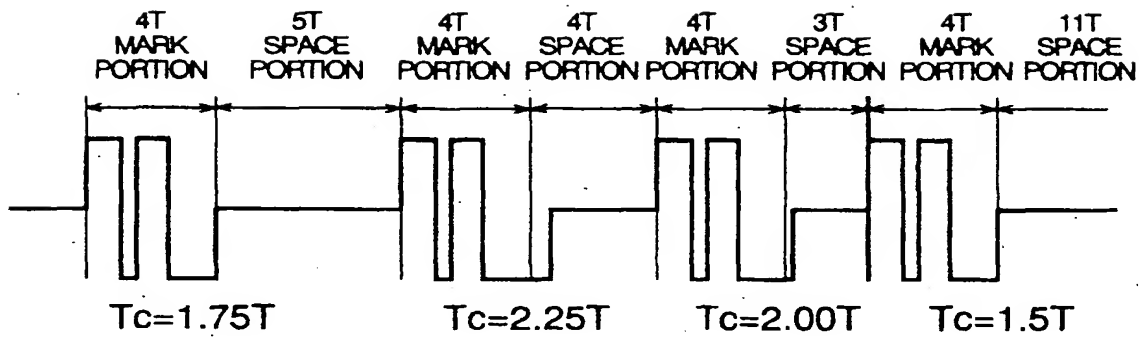 4T
MARK
PORTION
5T
SPACE
PORTION
4T
MARK
PORTION
4T
SPACE
PORTION
4T
MARK
PORTION
3T
SPACE
PORTION
4T
MARK
PORTION
11T
SPACE
PORTION
Tc=1.75T
Tc=2.25T
Tc=2.00T
Tc=1.5T